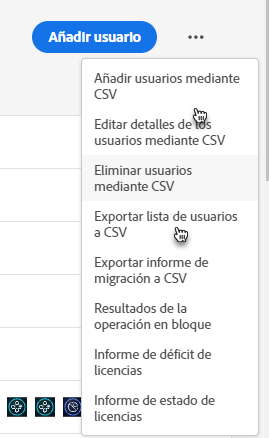 Añadir usuario
Añadir usuarios mediante
CSV
Editar detalles de los
usuarios mediante CSV
Eliminar usuarios
mediante CSV
Exportar lista de usuarios
a CSV
Exportar informe de
migración a CSV
Resultados de la
operación en bloque
Informe de déficit de
licencias
Informe de estado de
licencias